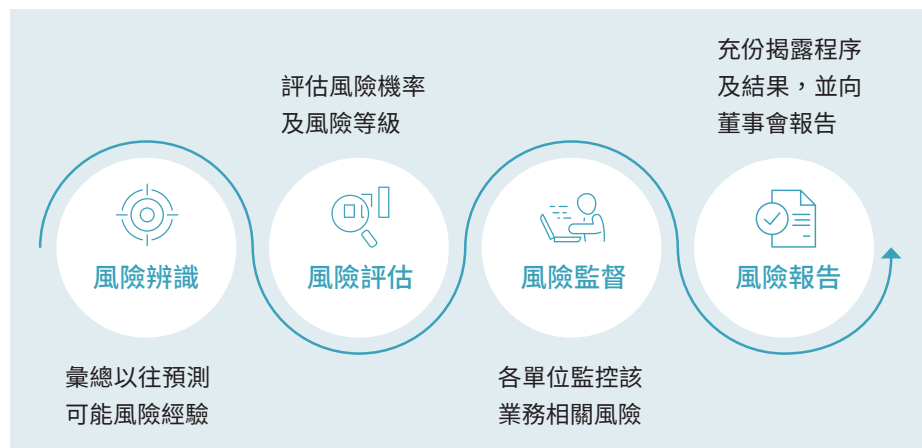 風險辨識
彙總以往預測
可能風險經驗
評估風險機率
及風險等級
風險評估
風險監督
各單位監控該
業務相關風險
充份揭露程序
及結果，並向
董事會報告
風險報告